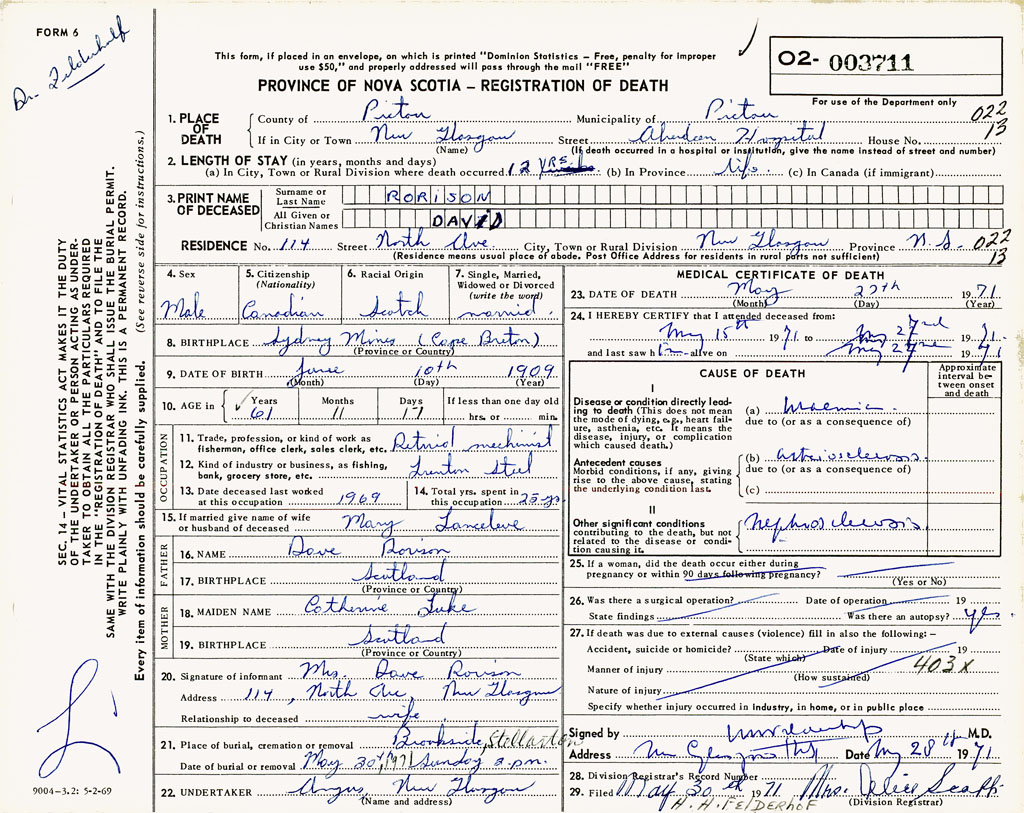 FORM 6
Dr. Felderhof
This form, if placed in an envelope, on which is printed "Dominion Statistics – Free, penalty for improper
use $50," and properly addressed will pass through the mail "FREE"
02- 003711
For use of the Department only
PROVINCE OF NOVA SCOTIA – REGISTRATION OF DEATH
1. PLACE OF DEATH
County of Pictou Municipality of Pictou 022
If in City or Town New Glasgow Street Aberdeen Hospital House No. 13
(Name) (If death occurred in a hospital or institution, give the name instead of street and number)
2. LENGTH OF STAY (in years, months and days)
(a) In City, Town or Rural Division where death occurred 12 YRS. (b) In Province life (c) In Canada (if immigrant)
3. PRINT NAME OF DECEASED
Surname or Last Name RORISON
All Given or Christian Names DAVID
RESIDENCE No. 114 Street North Ave. City, Town or Rural Division New Glasgow Province N.S. 022
(Residence means usual place of abode. Post Office Address for residents in rural parts not sufficient) 13
4. Sex Male
5. Citizenship (Nationality) Canadian
6. Racial Origin Scotch
7. Single, Married, Widowed or Divorced (write the word) married.
8. BIRTHPLACE Sydney Mines (Cape Breton)
(Province or Country)
9. DATE OF BIRTH June 10th 1909
(Month) (Day) (Year)
10. AGE in Years 61 Months 11 Days 17 If less than one day old hrs. or min.
OCCUPATION
11. Trade, profession, or kind of work as fisherman, office clerk, sales clerk, etc. Retired machinist
12. Kind of industry or business, as fishing, bank, grocery store, etc. Trenton Steel
13. Date deceased last worked at this occupation 1969
14. Total yrs. spent in this occupation 25 yrs
15. If married give name of wife or husband of deceased Mary
FATHER
16. NAME Dave Rorison
17. BIRTHPLACE Scotland
(Province or Country)
MOTHER
18. MAIDEN NAME Catherine Luke
19. BIRTHPLACE Scotland
(Province or Country)
20. Signature of informant Mrs. Dave Rorison
Address 114, North Ave, New Glasgow
Relationship to deceased wife
21. Place of burial, cremation or removal Brookside, Stellarton
Date of burial or removal May 30, 1971 Sunday 2 p.m.
22. UNDERTAKER Angus, New Glasgow
(Name and address)
MEDICAL CERTIFICATE OF DEATH
23. DATE OF DEATH May 27th 1971
(Month) (Day) (Year)
24. I HEREBY CERTIFY that I attended deceased from:
May 15th 1971 to May 27 1971
and last saw him alive on May 27 1971
CAUSE OF DEATH
Approximate interval between onset and death
I
Disease or condition directly leading to death (This does not mean the mode of dying, e.g., heart failure, asthenia, etc. It means the disease, injury, or complication which caused death.)
(a) Uraemia
due to (or as a consequence of)
Antecedent causes
Morbid conditions, if any, giving rise to the above cause, stating the underlying condition last.
(b) arteriosclerosis
due to (or as a consequence of)
(c)
II
Other significant conditions contributing to the death, but not related to the disease or condition causing it.
Nephrosclerosis.
25. If a woman, did the death occur either during pregnancy or within 90 days following pregnancy?
(Yes or No)
26. Was there a surgical operation? Date of operation 19
State findings Was there an autopsy? yes
27. If death was due to external causes (violence) fill in also the following: –
Accident, suicide or homicide? Date of injury 19
(State which) 403X
Manner of injury
(How sustained)
Nature of injury
Specify whether injury occurred in industry, in home, or in public place
Signed by M.D.
Address New Glasgow Date May 28th 1971
28. Division Registrar's Record Number
29. Filed May 30th 1971 Mrs. Alice Scott
(Division Registrar)
H. H. FELDERHOF
SEC. 14 – VITAL STATISTICS ACT MAKES IT THE DUTY
OF THE UNDERTAKER OR PERSON ACTING AS UNDER-
TAKER TO OBTAIN ALL THE PARTICULARS REQUIRED
IN THE "REGISTRATION OF DEATH" AND TO FILE THE
SAME WITH THE DIVISION REGISTRAR WHO SHALL ISSUE THE BURIAL PERMIT.
WRITE PLAINLY WITH UNFADING INK. THIS IS A PERMANENT RECORD.
Every item of information should be carefully supplied. (See reverse side for instructions.)
9004-3.2: 5-2-69